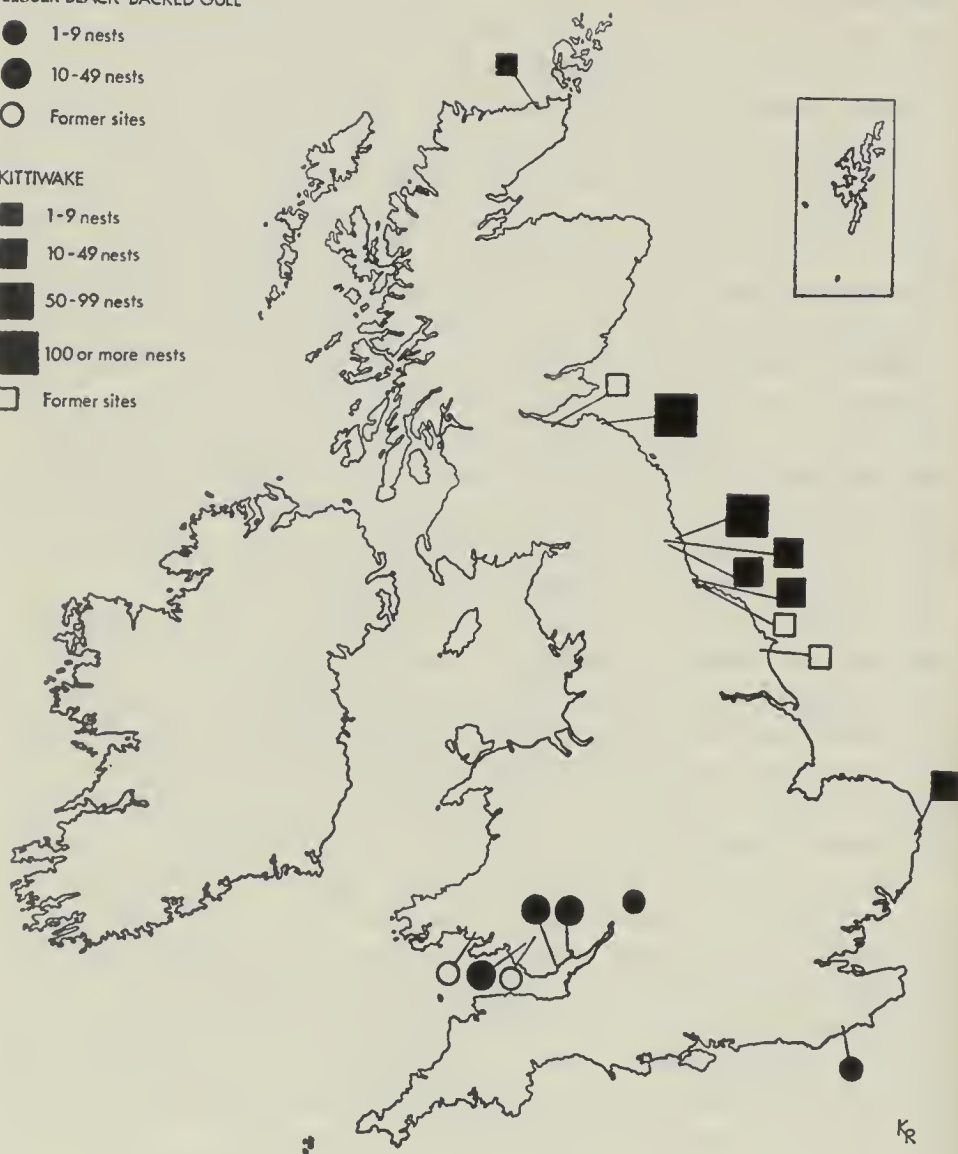 LESSER BLACK-BACKED GULL
1-9 nests
10-49 nests
Former sites
KITTIWAKE
1-9 nests
10-49 nests
50-99 nests
100 or more nests
Former sites
KR